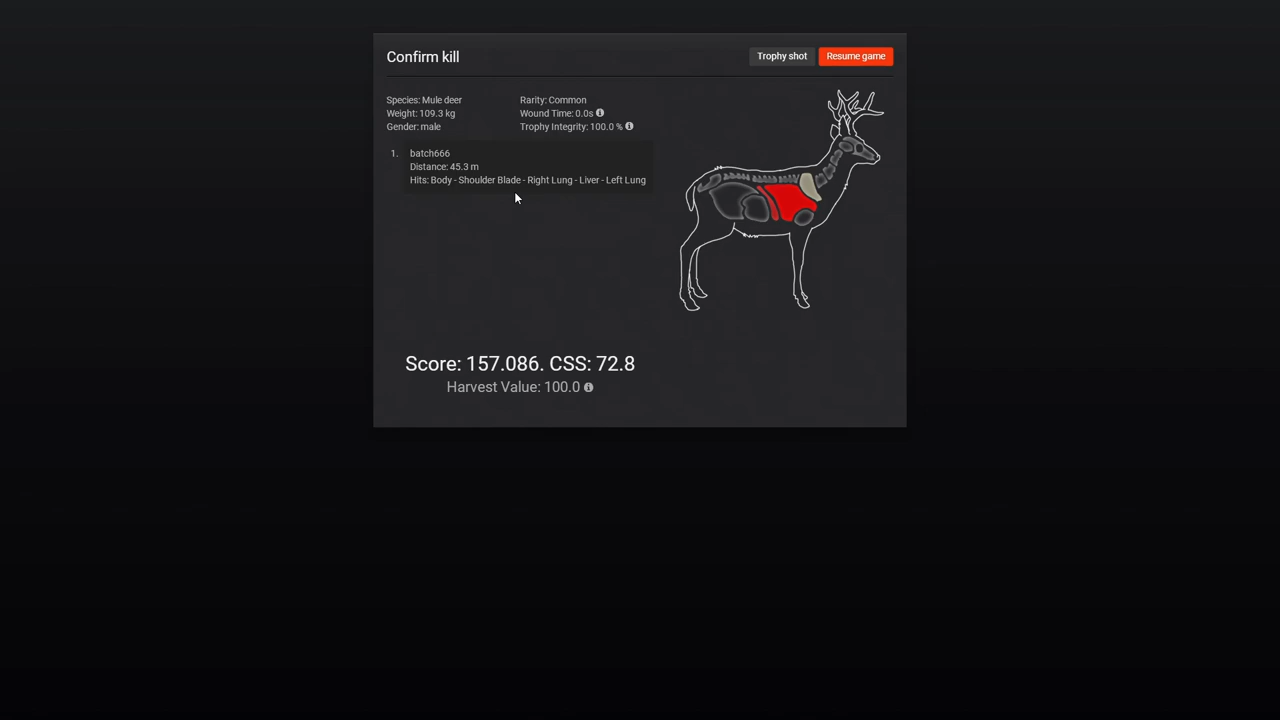 Confirm kill
Trophy shot
Resume game
Species: Mule deer
Rarity: Common
Weight: 109.3 kg
Wound Time: 0.0s
Gender: male
Trophy Integrity: 100.0 %
1. batch666
Distance: 45.3 m
Hits: Body - Shoulder Blade - Right Lung - Liver - Left Lung
Score: 157.086. CSS: 72.8
Harvest Value: 100.0